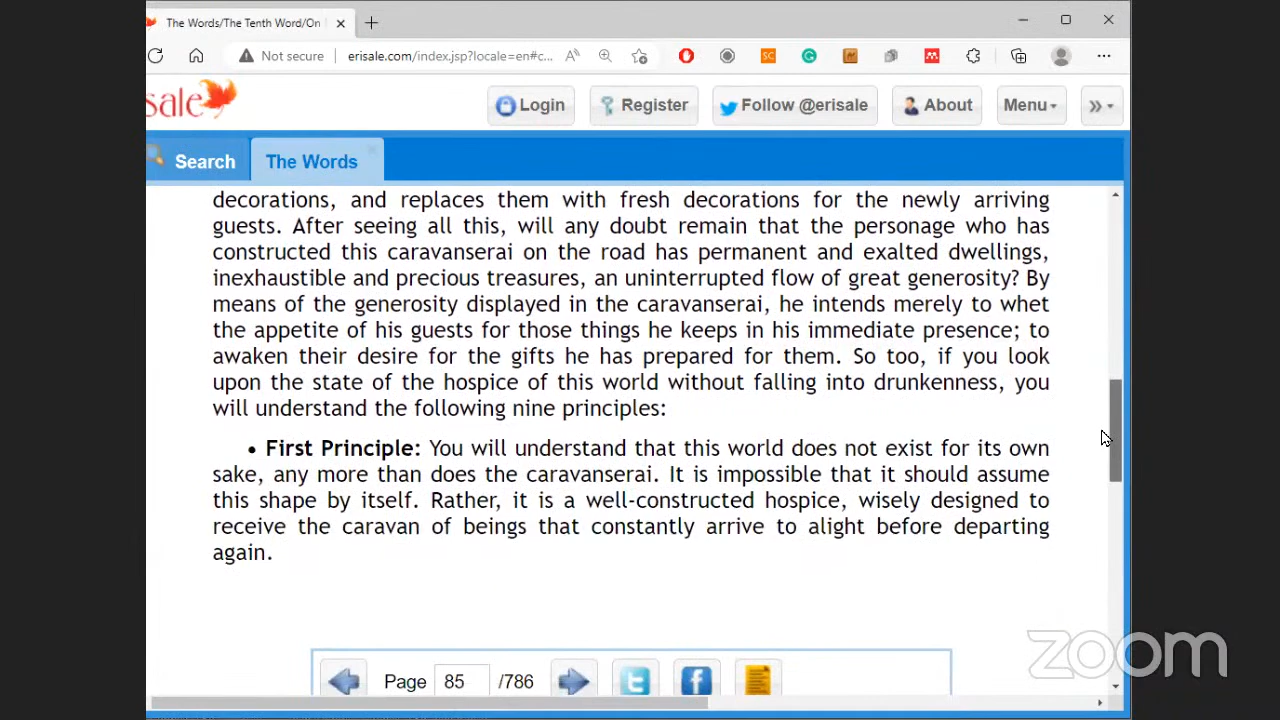 The Words/The Tenth Word/On
Not secure erisale.com/index.jsp?locale=en#c...
isale Login Register Follow @erisale About Menu
Search The Words
decorations, and replaces them with fresh decorations for the newly arriving
guests. After seeing all this, will any doubt remain that the personage who has
constructed this caravanserai on the road has permanent and exalted dwellings,
inexhaustible and precious treasures, an uninterrupted flow of great generosity? By
means of the generosity displayed in the caravanserai, he intends merely to whet
the appetite of his guests for those things he keeps in his immediate presence; to
awaken their desire for the gifts he has prepared for them. So too, if you look
upon the state of the hospice of this world without falling into drunkenness, you
will understand the following nine principles:
• First Principle: You will understand that this world does not exist for its own
sake, any more than does the caravanserai. It is impossible that it should assume
this shape by itself. Rather, it is a well-constructed hospice, wisely designed to
receive the caravan of beings that constantly arrive to alight before departing
again.
Page 85 /786
zoom